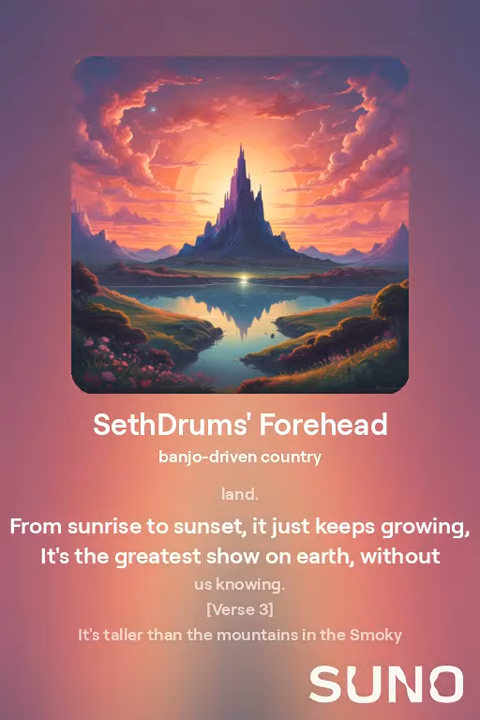 SethDrums' Forehead
banjo-driven country
land.
From sunrise to sunset, it just keeps growing,
It's the greatest show on earth, without
us knowing.
[Verse 3]
It's taller than the mountains in the Smoky
SUNO